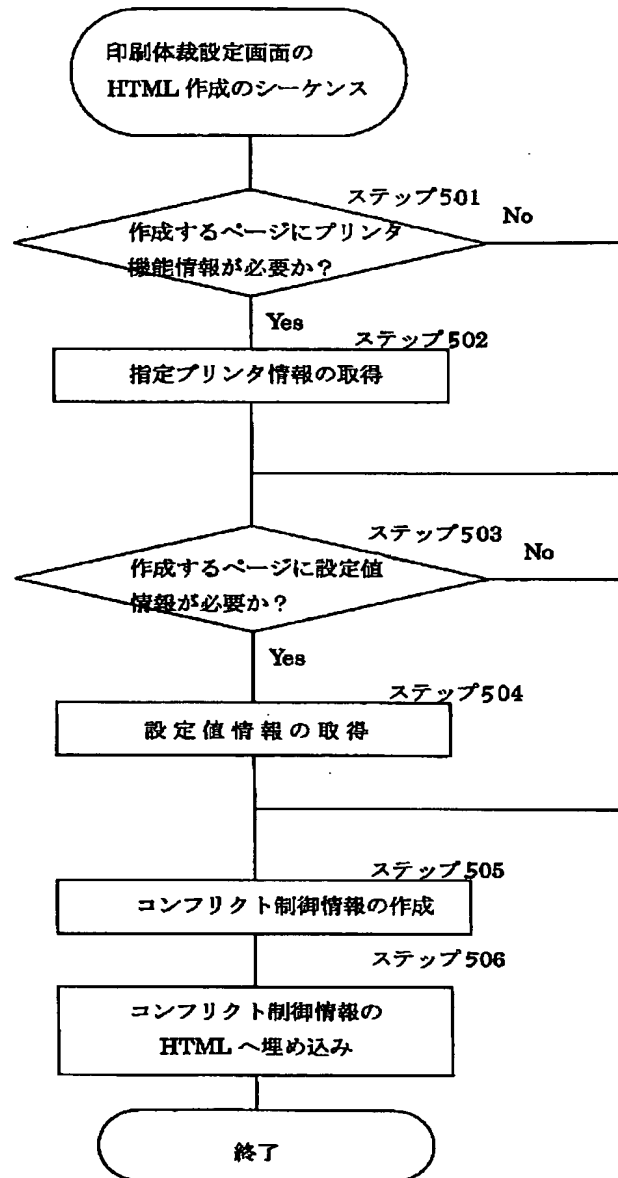 印刷体裁設定画面の
HTML 作成のシーケンス
ステップ501
作成するページにプリンタ
機能情報が必要か？
No
Yes
ステップ502
指定プリンタ情報の取得
ステップ503
作成するページに設定値
情報が必要か？
No
Yes
ステップ504
設定値情報の取得
ステップ505
コンフリクト制御情報の作成
ステップ506
コンフリクト制御情報の
HTML へ埋め込み
終了